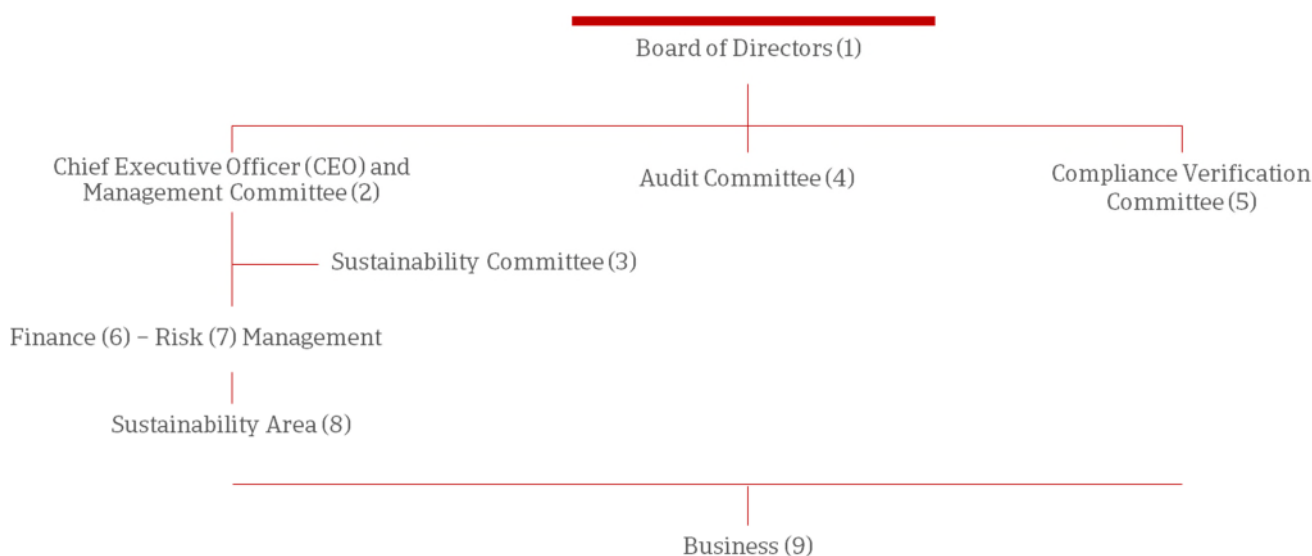 Board of Directors (1)
Chief Executive Officer (CEO) and
Management Committee (2)
Audit Committee (4)
Compliance Verification
Committee (5)
Sustainability Committee (3)
Finance (6) – Risk (7) Management
Sustainability Area (8)
Business (9)